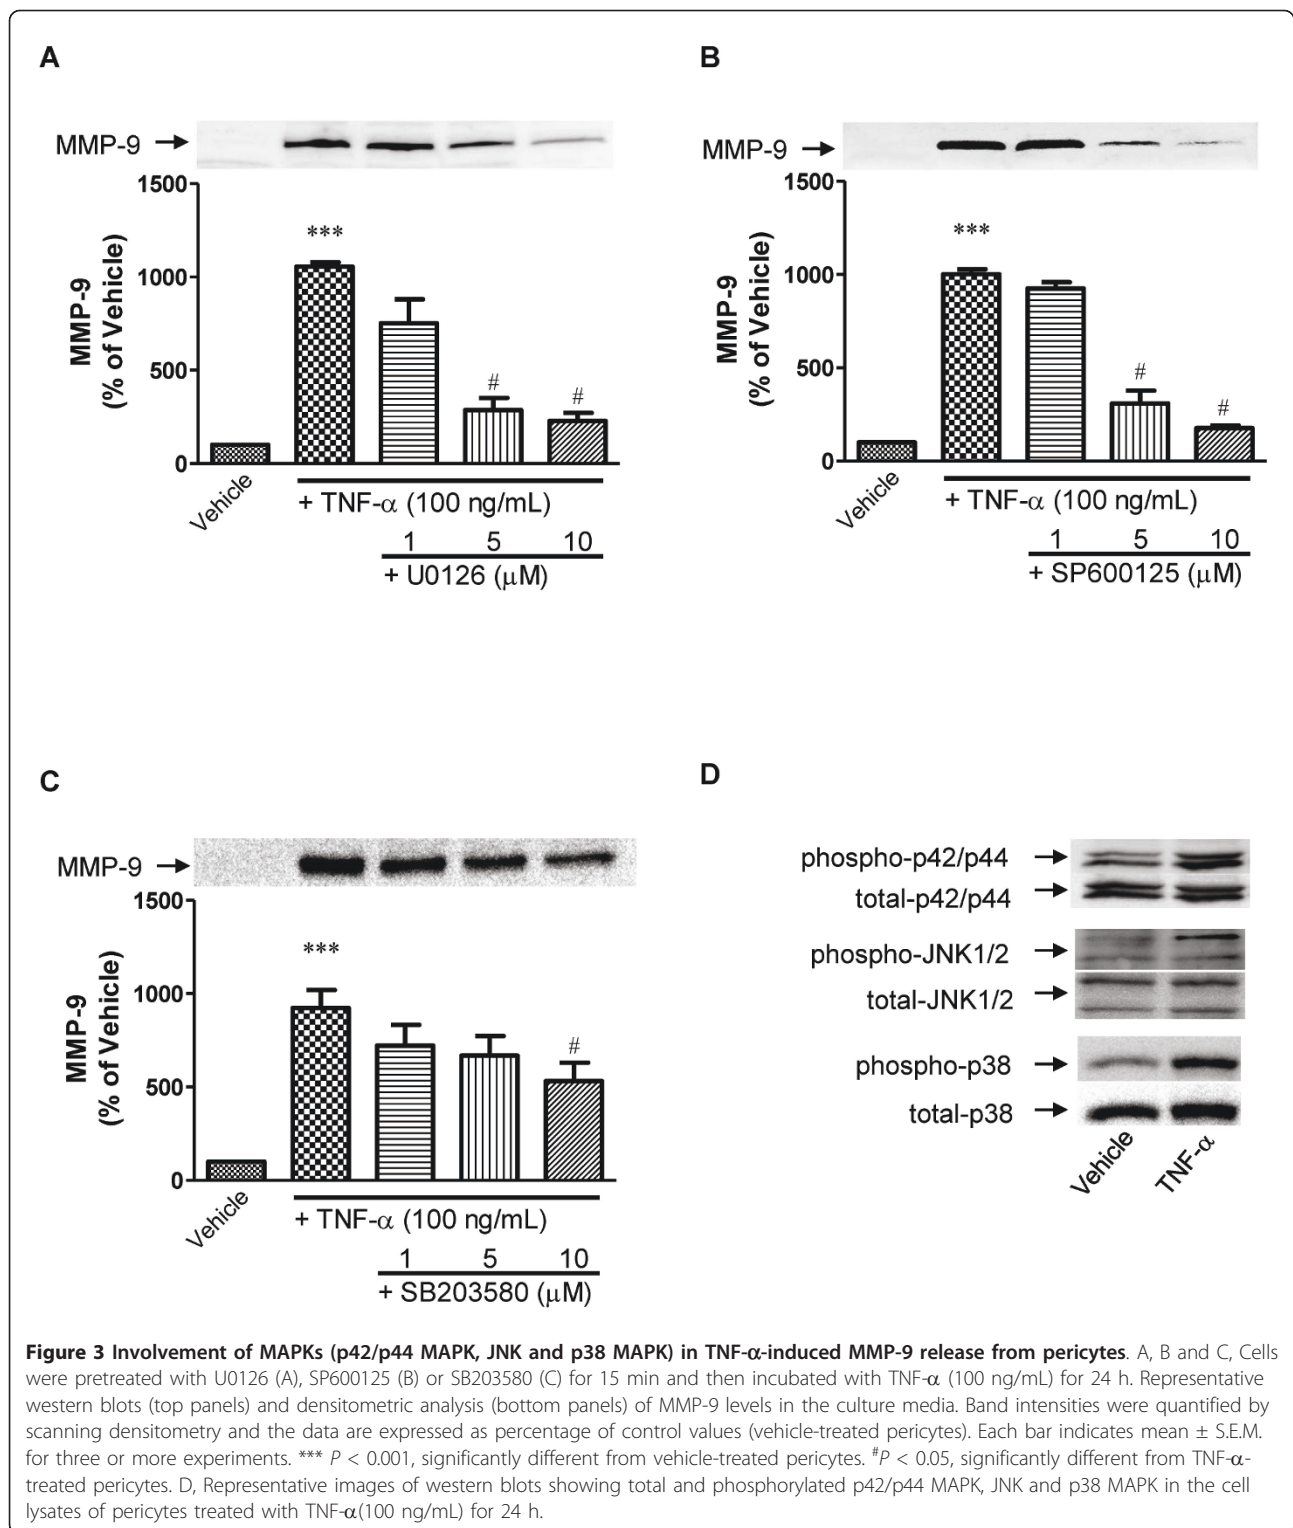 A
MMP-9
1500
1000
500
0
MMP-9
(% of Vehicle)
***
#
#
Vehicle
+ TNF-α (100 ng/mL)
1 5 10
+ U0126 (μM)
B
MMP-9
1500
1000
500
0
MMP-9
(% of Vehicle)
***
#
#
Vehicle
+ TNF-α (100 ng/mL)
1 5 10
+ SP600125 (μM)
C
MMP-9
1500
1000
500
0
MMP-9
(% of Vehicle)
***
#
Vehicle
+ TNF-α (100 ng/mL)
1 5 10
+ SB203580 (μM)
D
phospho-p42/p44
total-p42/p44
phospho-JNK1/2
total-JNK1/2
phospho-p38
total-p38
Vehicle
TNF-α
Figure 3 Involvement of MAPKs (p42/p44 MAPK, JNK and p38 MAPK) in TNF-α-induced MMP-9 release from pericytes. A, B and C, Cells
were pretreated with U0126 (A), SP600125 (B) or SB203580 (C) for 15 min and then incubated with TNF-α (100 ng/mL) for 24 h. Representative
western blots (top panels) and densitometric analysis (bottom panels) of MMP-9 levels in the culture media. Band intensities were quantified by
scanning densitometry and the data are expressed as percentage of control values (vehicle-treated pericytes). Each bar indicates mean ± S.E.M.
for three or more experiments. *** P < 0.001, significantly different from vehicle-treated pericytes. #P < 0.05, significantly different from TNF-α-
treated pericytes. D, Representative images of western blots showing total and phosphorylated p42/p44 MAPK, JNK and p38 MAPK in the cell
lysates of pericytes treated with TNF-α(100 ng/mL) for 24 h.